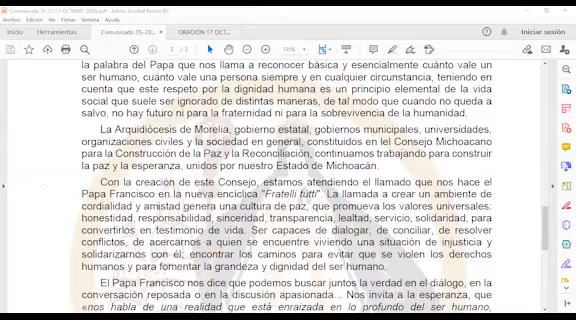 Comunicado 35-20 (17-OCTUBRE-2020).pdf - Adobe Acrobat Reader DC
Archivo Edición Ver Firmar Ventana Ayuda
Inicio Herramientas Comunicado 35-20... × ORACIÓN 17 OCT... Iniciar sesión
2 / 3 135%
la palabra del Papa que nos llama a reconocer básica y esencialmente cuánto vale un
ser humano, cuánto vale una persona siempre y en cualquier circunstancia, teniendo en
cuenta que este respeto por la dignidad humana es un principio elemental de la vida
social que suele ser ignorado de distintas maneras, de tal modo que cuando no queda a
salvo, no hay futuro ni para la fraternidad ni para la sobrevivencia de la humanidad.
La Arquidiócesis de Morelia, gobierno estatal, gobiernos municipales, universidades,
organizaciones civiles y la sociedad en general, constituidos en lel Consejo Michoacano
para la Construcción de la Paz y la Reconciliación, continuamos trabajando para construir
la paz y la esperanza, unidos por nuestro Estado de Michoacán.
Con la creación de este Consejo, estamos atendiendo el llamado que nos hace el
Papa Francisco en la nueva encíclica "Fratelli tutti". La llamada a crear un ambiente de
cordialidad y amistad genera una cultura de paz, que promueva los valores universales:
honestidad, responsabilidad, sinceridad, transparencia, lealtad, servicio, solidaridad, para
convertirlos en testimonio de vida. Ser capaces de dialogar, de conciliar, de resolver
conflictos, de acercarnos a quien se encuentre viviendo una situación de injusticia y
solidarizarnos con él; encontrar los caminos para evitar que se violen los derechos
humanos y para fomentar la grandeza y dignidad del ser humano.
El Papa Francisco nos dice que podemos buscar juntos la verdad en el diálogo, en la
conversación reposada o en la discusión apasionada... Nos invita a la esperanza, que
«nos habla de una realidad que está enraizada en lo profundo del ser humano,